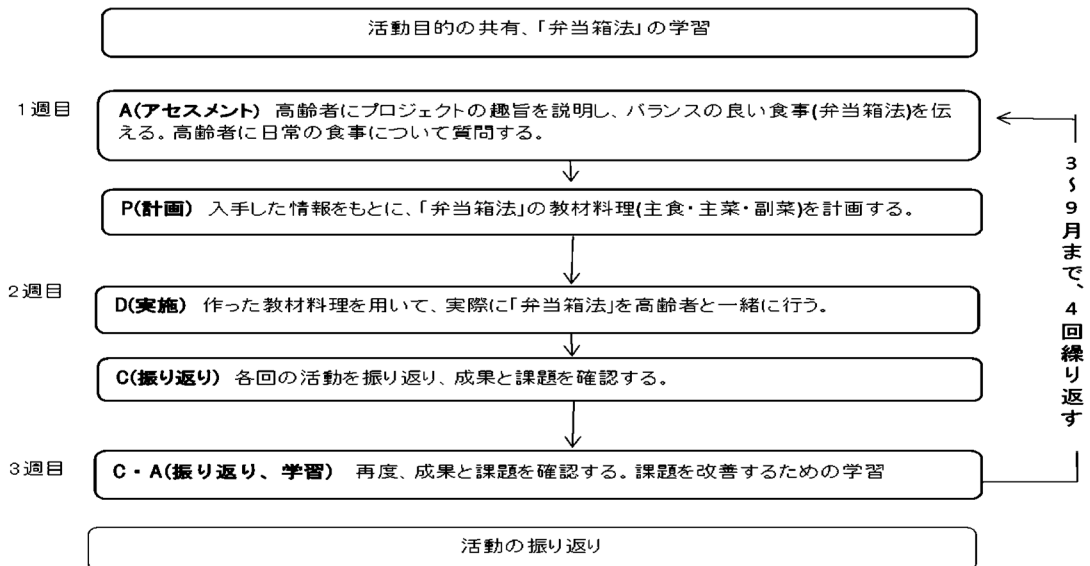 活動目的の共有、「弁当箱法」の学習
1週目
A(アセスメント) 高齢者にプロジェクトの趣旨を説明し、バランスの良い食事(弁当箱法)を伝
える。高齢者に日常の食事について質問する。
P(計画) 入手した情報をもとに、「弁当箱法」の教材料理(主食・主菜・副菜)を計画する。
2週目
D(実施) 作った教材料理を用いて、実際に「弁当箱法」を高齢者と一緒に行う。
C(振り返り) 各回の活動を振り返り、成果と課題を確認する。
3週目
C・A(振り返り、学習) 再度、成果と課題を確認する。課題を改善するための学習
3～9月まで、4回繰り返す
活動の振り返り